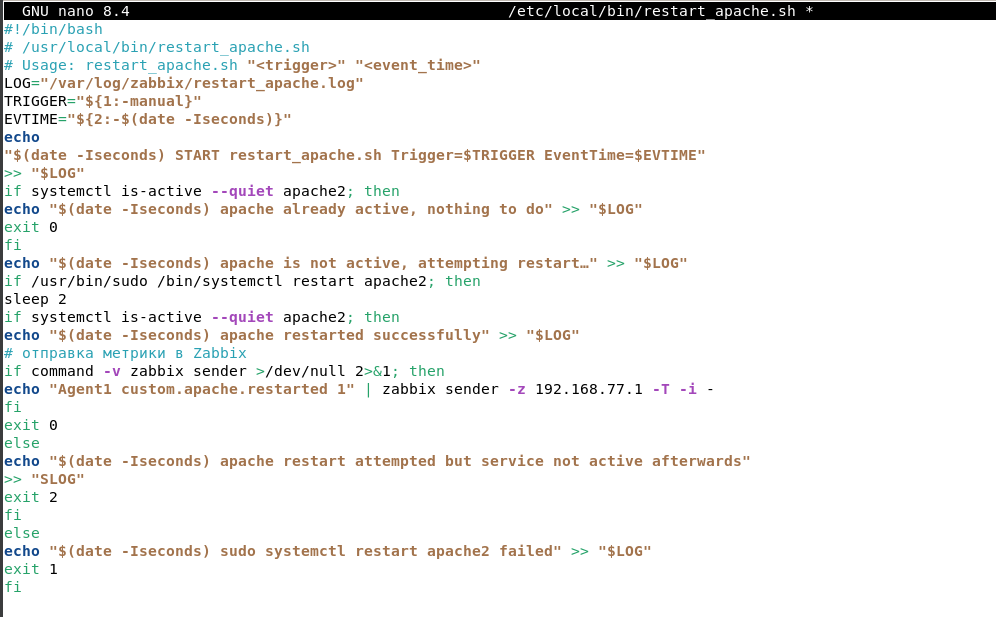 GNU nano 8.4 /etc/local/bin/restart_apache.sh *
#!/bin/bash
# /usr/local/bin/restart_apache.sh
# Usage: restart_apache.sh "<trigger>" "<event_time>"
LOG="/var/log/zabbix/restart_apache.log"
TRIGGER="${1:-manual}"
EVTIME="${2:-$(date -Iseconds)}"
echo
"$(date -Iseconds) START restart_apache.sh Trigger=$TRIGGER EventTime=$EVTIME"
>> "$LOG"
if systemctl is-active --quiet apache2; then
echo "$(date -Iseconds) apache already active, nothing to do" >> "$LOG"
exit 0
fi
echo "$(date -Iseconds) apache is not active, attempting restart…" >> "$LOG"
if /usr/bin/sudo /bin/systemctl restart apache2; then
sleep 2
if systemctl is-active --quiet apache2; then
echo "$(date -Iseconds) apache restarted successfully" >> "$LOG"
# отправка метрики в Zabbix
if command -v zabbix sender >/dev/null 2>&1; then
echo "Agent1 custom.apache.restarted 1" | zabbix sender -z 192.168.77.1 -T -i -
fi
exit 0
else
echo "$(date -Iseconds) apache restart attempted but service not active afterwards"
>> "SLOG"
exit 2
fi
else
echo "$(date -Iseconds) sudo systemctl restart apache2 failed" >> "$LOG"
exit 1
fi